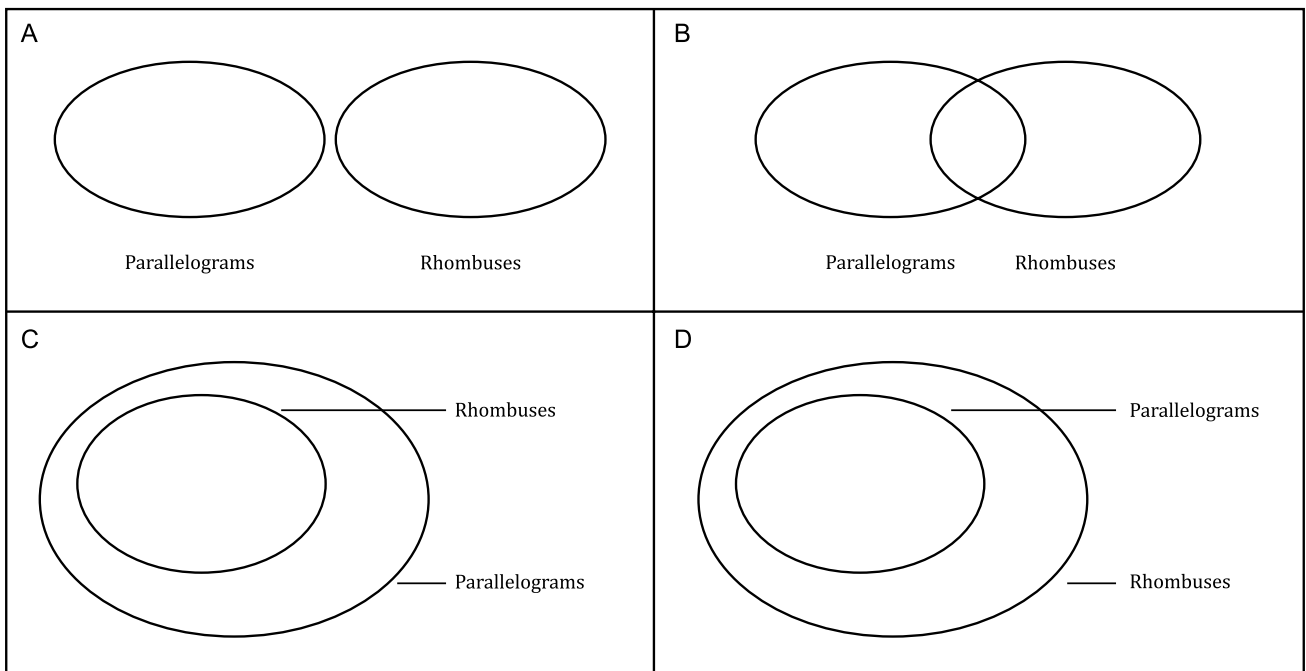 A
Parallelograms
Rhombuses
B
Parallelograms
Rhombuses
C
Rhombuses
Parallelograms
D
Parallelograms
Rhombuses